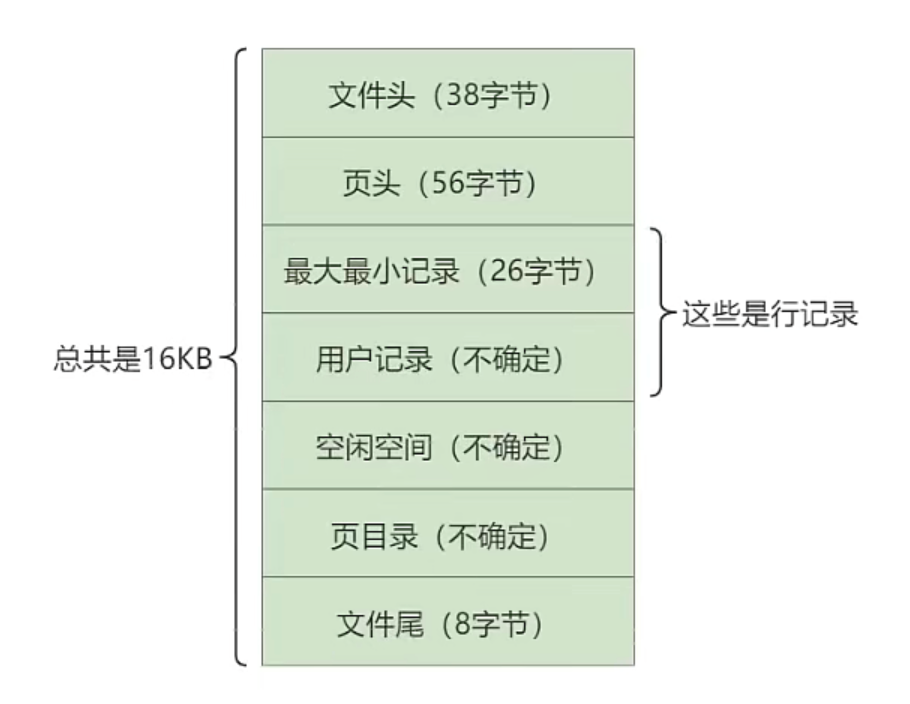 文件头（38字节）
页头（56字节）
最大最小记录（26字节）
这些是行记录
总共是16KB
用户记录（不确定）
空闲空间（不确定）
页目录（不确定）
文件尾（8字节）